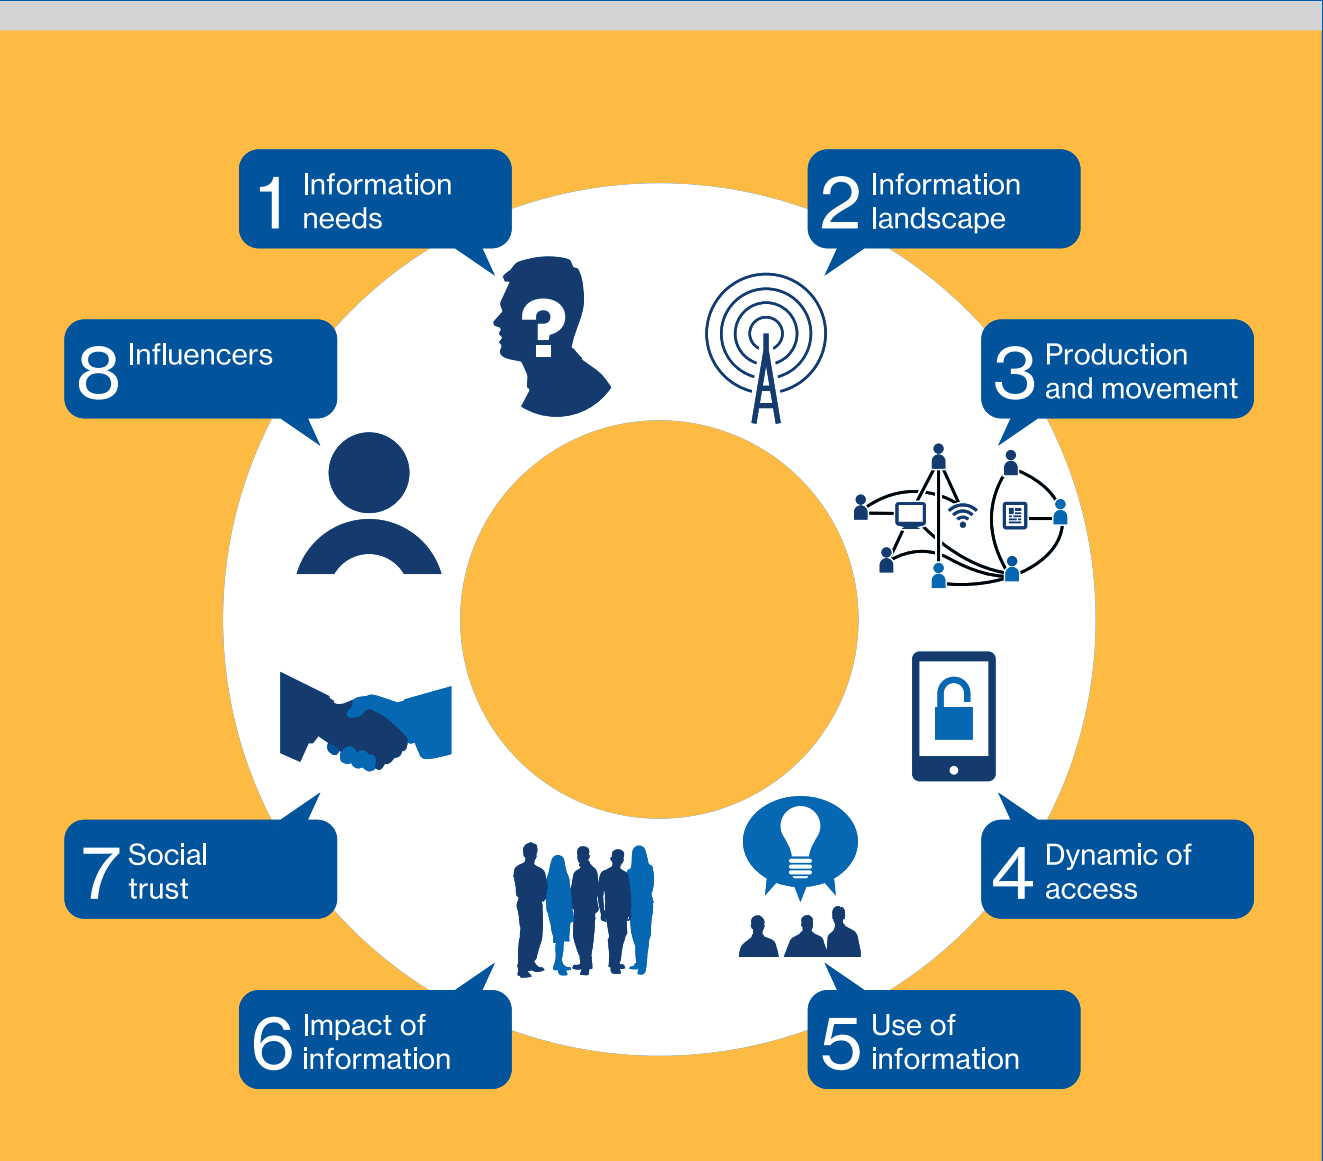 1 Information
needs
2 Information
landscape
3 Production
and movement
4 Dynamic of
access
5 Use of
information
6 Impact of
information
7 Social
trust
8 Influencers
?